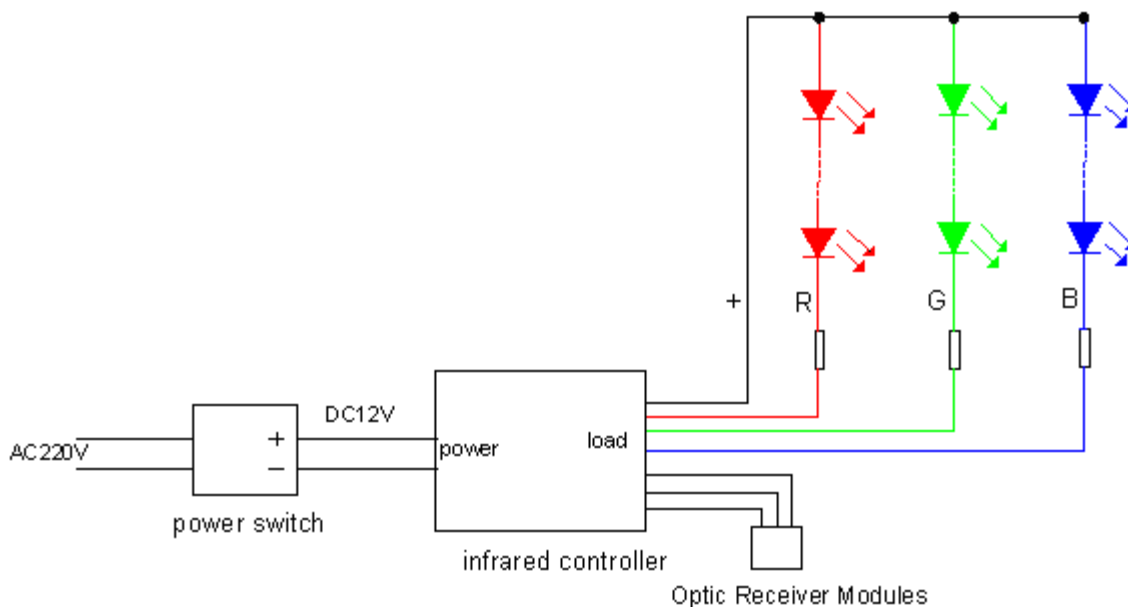 +
R
G
B
DC12V
AC220V
+
−
power
load
power switch
infrared controller
Optic Receiver Modules